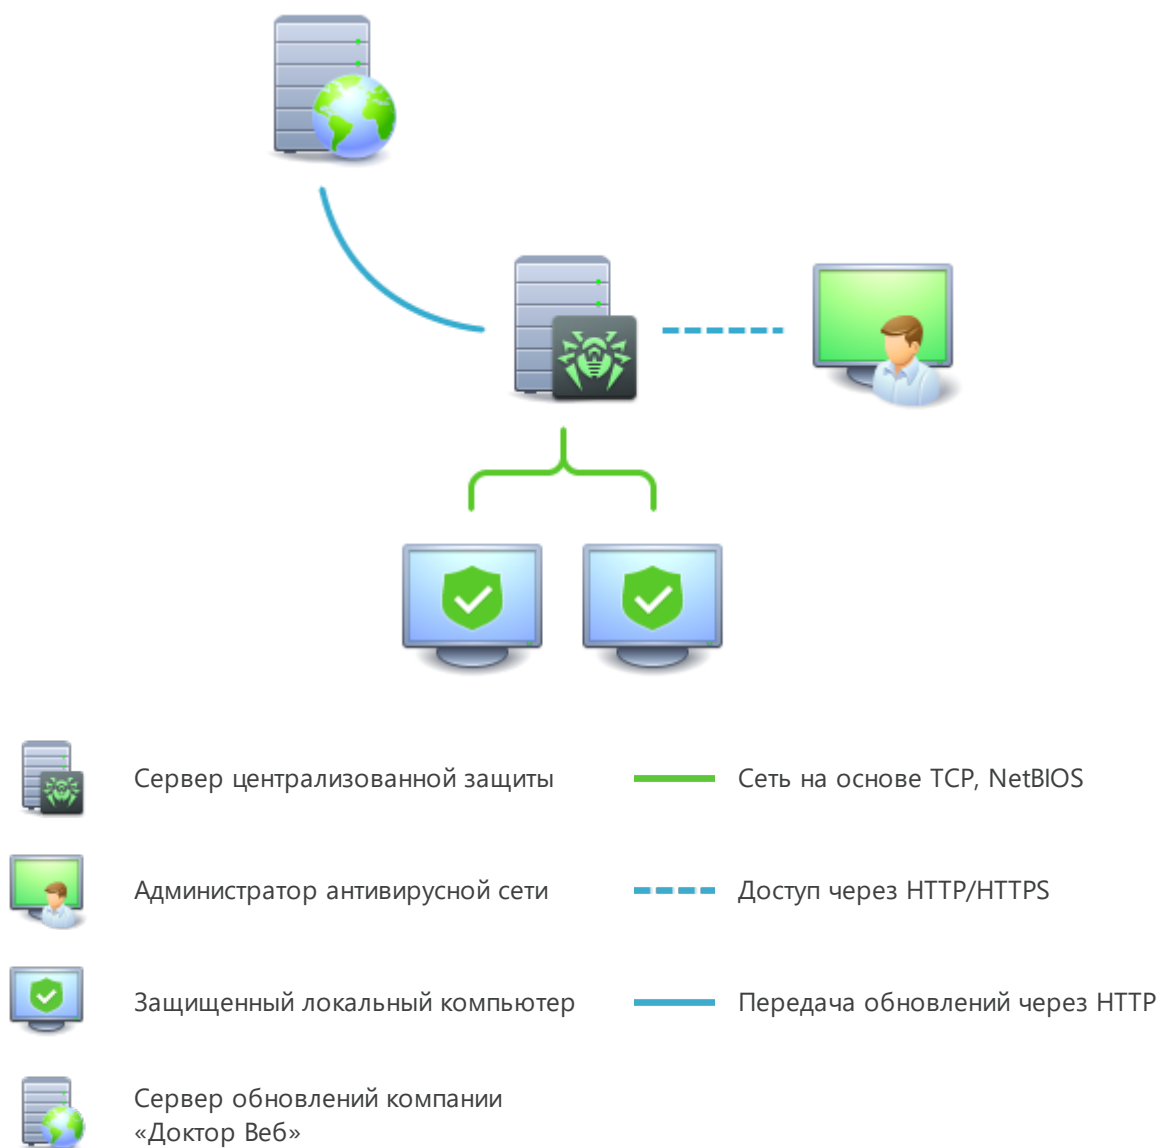 Сервер централизованной защиты
Сеть на основе TCP, NetBIOS
Администратор антивирусной сети
Доступ через HTTP/HTTPS
Защищенный локальный компьютер
Передача обновлений через HTTP
Сервер обновлений компании
«Доктор Веб»